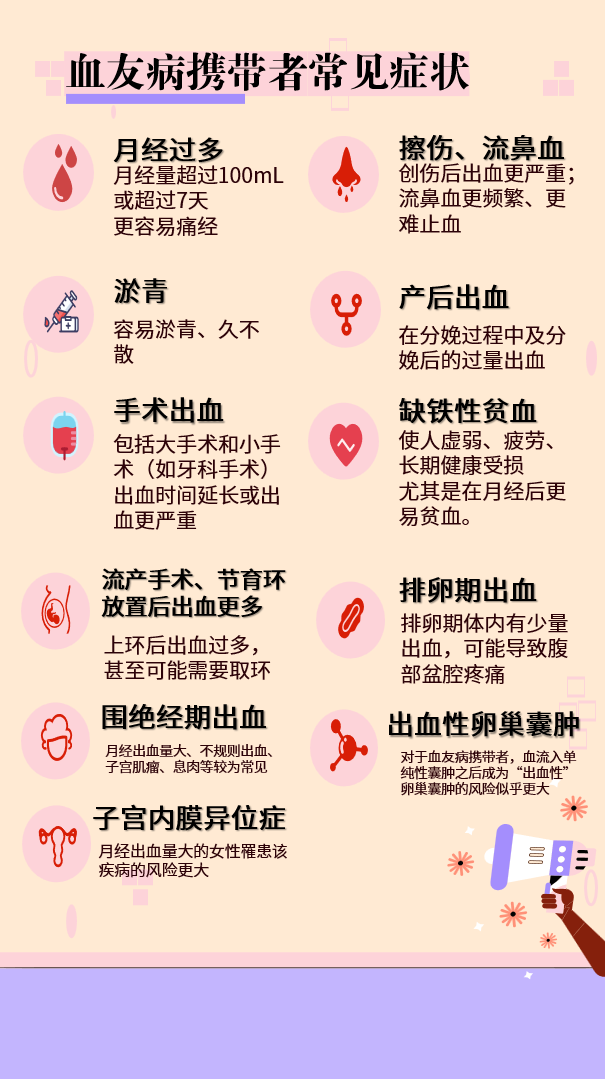 血友病携带者常见症状
月经过多
月经量超过100mL
或超过7天
更容易痛经
擦伤、流鼻血
创伤后出血更严重；
流鼻血更频繁、更
难止血
淤青
容易淤青、久不
散
产后出血
在分娩过程中及分
娩后的过量出血
手术出血
包括大手术和小手
术（如牙科手术）
出血时间延长或出
血更严重
缺铁性贫血
使人虚弱、疲劳、
长期健康受损
尤其是在月经后更
易贫血。
流产手术、节育环
放置后出血更多
上环后出血过多，
甚至可能需要取环
排卵期出血
排卵期体内有少量
出血，可能导致腹
部盆腔疼痛
围绝经期出血
月经出血量大、不规则出血、
子宫肌瘤、息肉等较为常见
出血性卵巢囊肿
对于血友病携带者，血流入单
纯性囊肿之后成为“出血性”
卵巢囊肿的风险似乎更大
子宫内膜异位症
月经出血量大的女性罹患该
疾病的风险更大